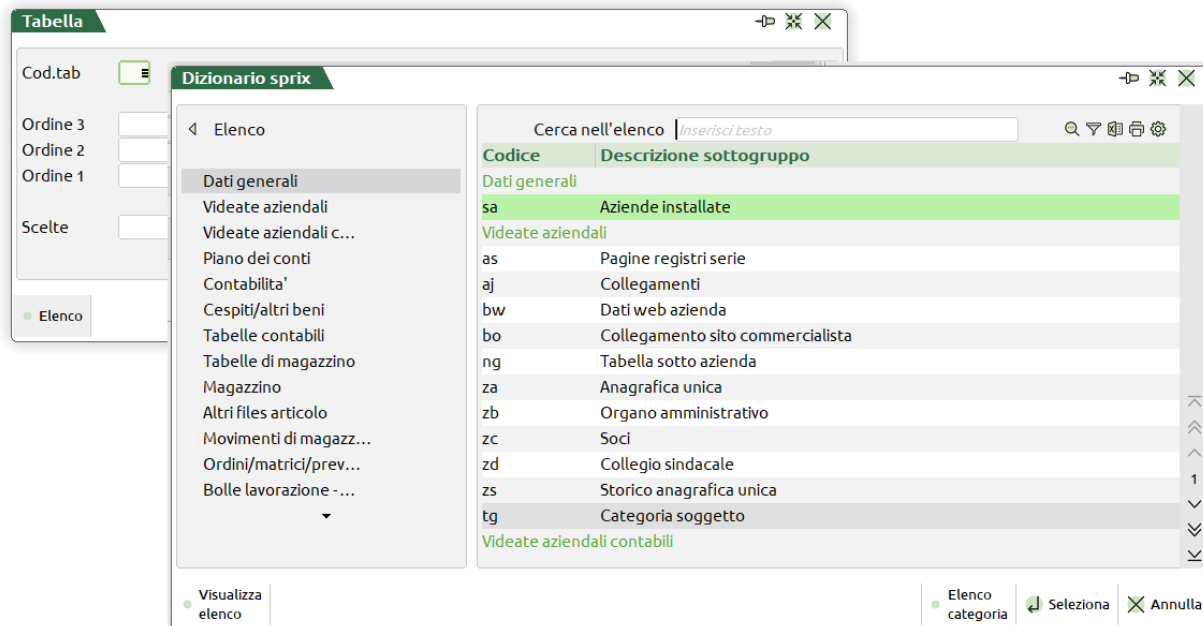 Tabella
Cod.tab
Ordine 3
Ordine 2
Ordine 1
Scelte
Elenco
Dizionario sprix
Elenco
Dati generali
Videate aziendali
Videate aziendali c...
Piano dei conti
Contabilita'
Cespiti/altri beni
Tabelle contabili
Tabelle di magazzino
Magazzino
Altri files articolo
Movimenti di magazz...
Ordini/matrici/prev...
Bolle lavorazione -...
Cerca nell'elenco Inserisci testo
Codice Descrizione sottogruppo
Dati generali
sa Aziende installate
Videate aziendali
as Pagine registri serie
aj Collegamenti
bw Dati web azienda
bo Collegamento sito commercialista
ng Tabella sotto azienda
za Anagrafica unica
zb Organo amministrativo
zc Soci
zd Collegio sindacale
zs Storico anagrafica unica
tg Categoria soggetto
Videate aziendali contabili
1
Visualizza
elenco
Elenco
categoria
Seleziona
Annulla